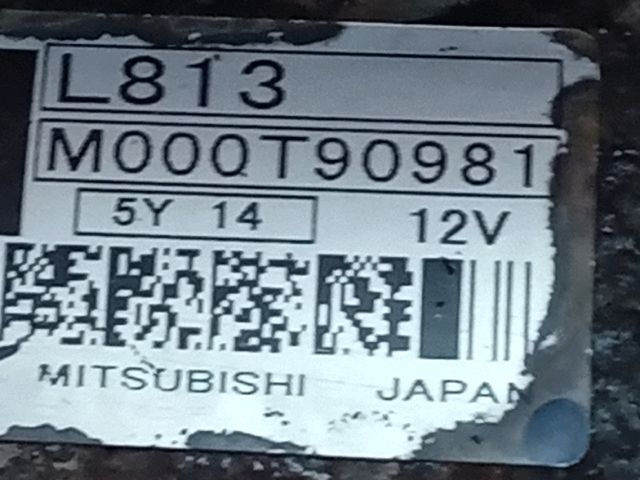 L813
M000T90981
5Y 14 12V
MITSUBISHI JAPAN